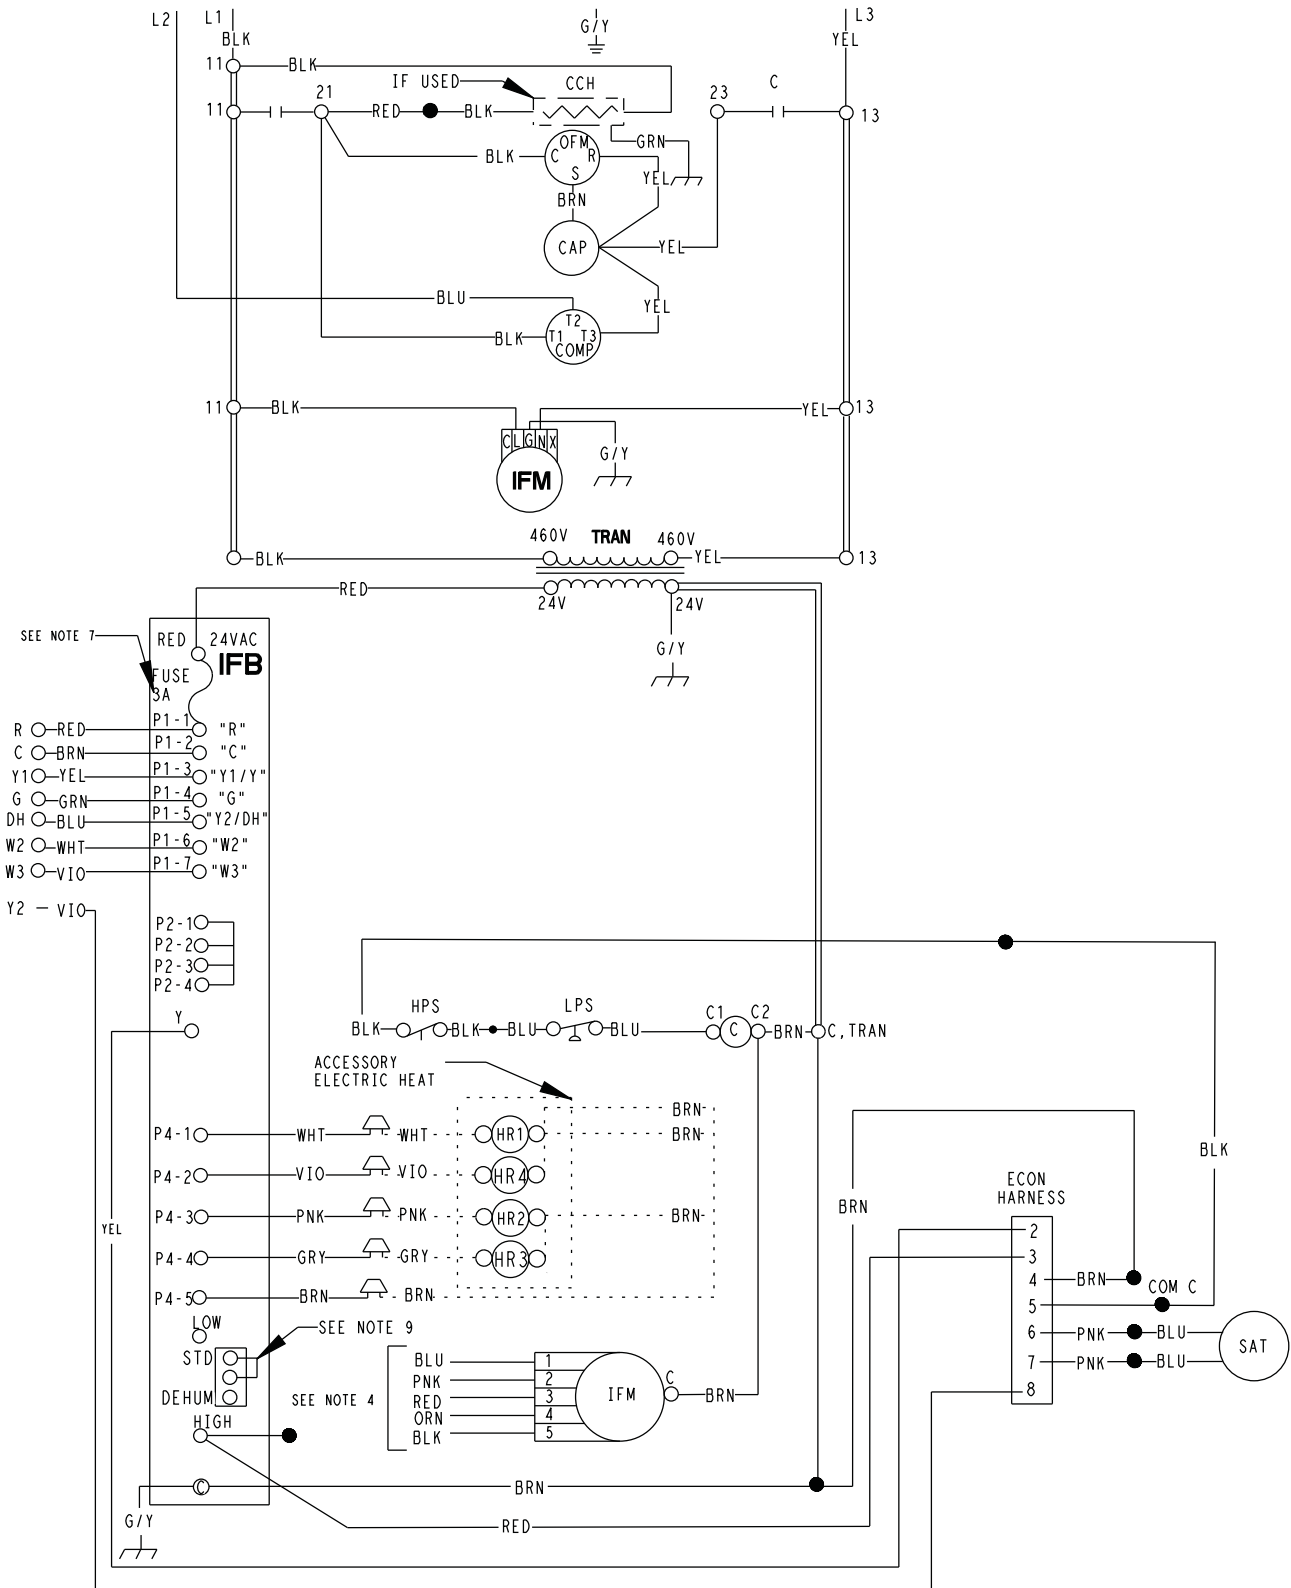 L2
L1
G/Y
L3
BLK
YEL
11
BLK
IF USED
CCH
C
21
23
11
RED
BLK
13
OFM
C
R
S
GRN
BLK
YEL
BRN
CAP
YEL
BLU
YEL
T2
T1
T3
COMP
BLK
11
BLK
YEL
13
C L G N X
G/Y
IFM
460V
TRAN
460V
BLK
YEL
13
RED
24V
24V
SEE NOTE 7
RED
24VAC
IFB
G/Y
FUSE
3A
R
RED
P1-1
"R"
C
BRN
P1-2
"C"
Y1
YEL
P1-3
"Y1/Y"
G
GRN
P1-4
"G"
DH
BLU
P1-5
"Y2/DH"
W2
WHT
P1-6
"W2"
W3
VIO
P1-7
"W3"
Y2 — VIO
P2-1
P2-2
P2-3
P2-4
Y
HPS
LPS
C1
C2
BLK
BLK
BLU
BLU
C
BRN
C, TRAN
ACCESSORY
ELECTRIC HEAT
BRN
P4-1
WHT
WHT
HR1
BRN
BLK
P4-2
VIO
VIO
HR4
ECON
HARNESS
BRN
P4-3
PNK
PNK
HR2
BRN
YEL
2
P4-4
GRY
GRY
HR3
3
4
BRN
COM C
P4-5
BRN
BRN
5
LOW
SEE NOTE 9
6
PNK
BLU
SAT
STD
7
PNK
BLU
DEHUM
8
HIGH
SEE NOTE 4
BLU
1
PNK
2
RED
3
ORN
4
BLK
5
IFM
C
BRN
C
BRN
G/Y
RED